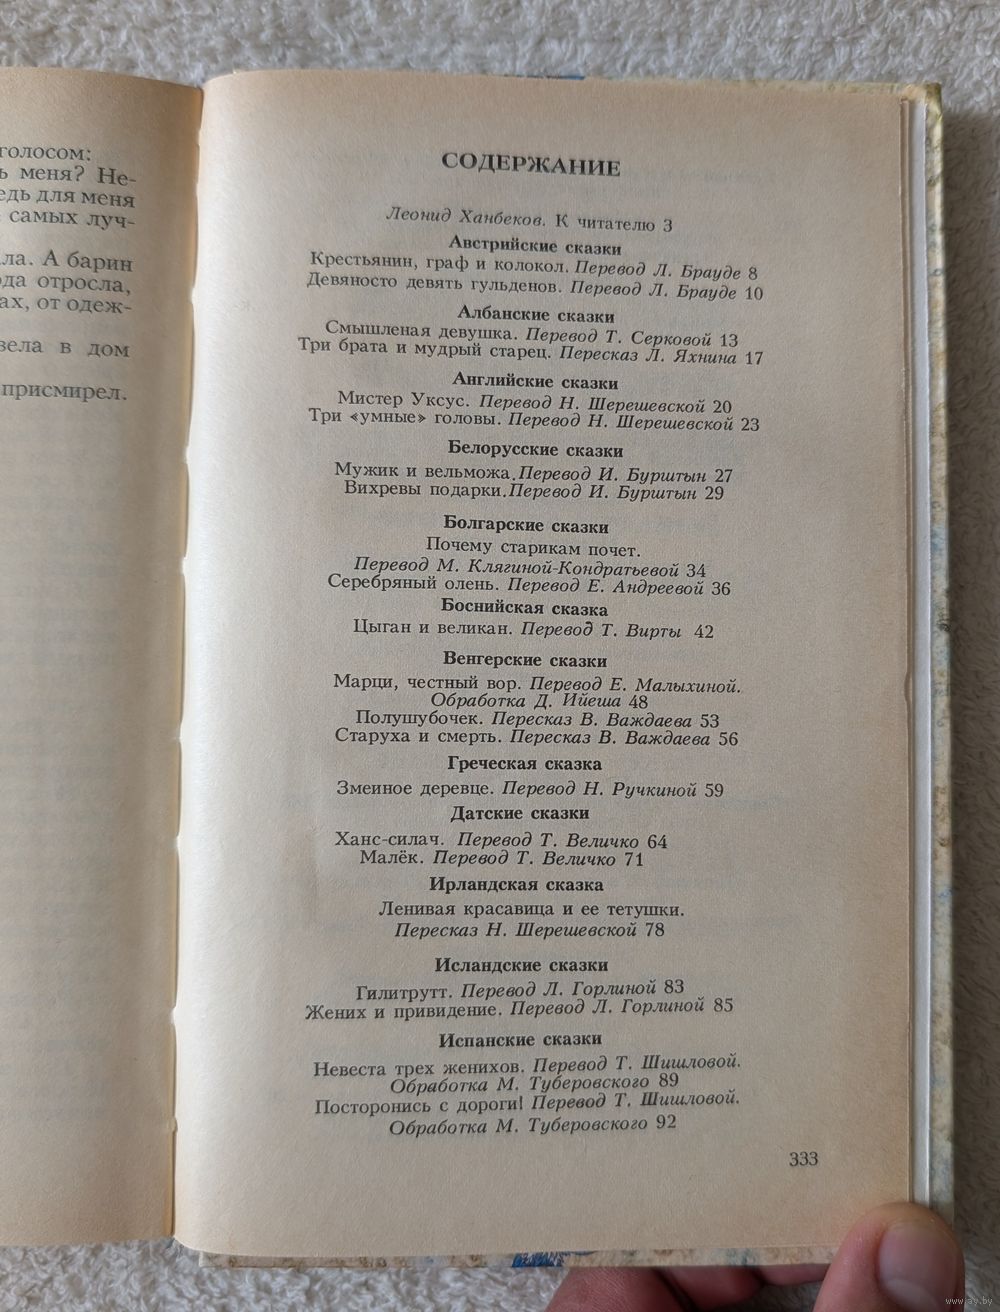 голосом:
ь меня? Не-
едь для меня
самых луч-
ла. А барин
ода отросла,
ах, от одеж-
вела в дом
присмирел.
СОДЕРЖАНИЕ
Леонид Ханбеков. К читателю 3
Австрийские сказки
Крестьянин, граф и колокол. Перевод Л. Брауде 8
Девяносто девять гульденов. Перевод Л. Брауде 10
Албанские сказки
Смышленая девушка. Перевод Т. Серковой 13
Три брата и мудрый старец. Пересказ Л. Яхнина 17
Английские сказки
Мистер Уксус. Перевод Н. Шерешевской 20
Три «умные» головы. Перевод Н. Шерешевской 23
Белорусские сказки
Мужик и вельможа. Перевод И. Бурштын 27
Вихревы подарки. Перевод И. Бурштын 29
Болгарские сказки
Почему старикам почет.
Перевод М. Клягиной-Кондратьевой 34
Серебряный олень. Перевод Е. Андреевой 36
Боснийская сказка
Цыган и великан. Перевод Т. Вирты 42
Венгерские сказки
Марци, честный вор. Перевод Е. Малыхиной.
Обработка Д. Ийеша 48
Полушубочек. Пересказ В. Важдаева 53
Старуха и смерть. Пересказ В. Важдаева 56
Греческая сказка
Змеиное деревце. Перевод Н. Ручкиной 59
Датские сказки
Ханс-силач. Перевод Т. Величко 64
Малёк. Перевод Т. Величко 71
Ирландская сказка
Ленивая красавица и ее тетушки.
Пересказ Н. Шерешевской 78
Исландские сказки
Гилитрутт. Перевод Л. Горлиной 83
Жених и привидение. Перевод Л. Горлиной 85
Испанские сказки
Невеста трех женихов. Перевод Т. Шишловой.
Обработка М. Туберовского 89
Посторонись с дороги! Перевод Т. Шишловой.
Обработка М. Туберовского 92
333
www.ay.by